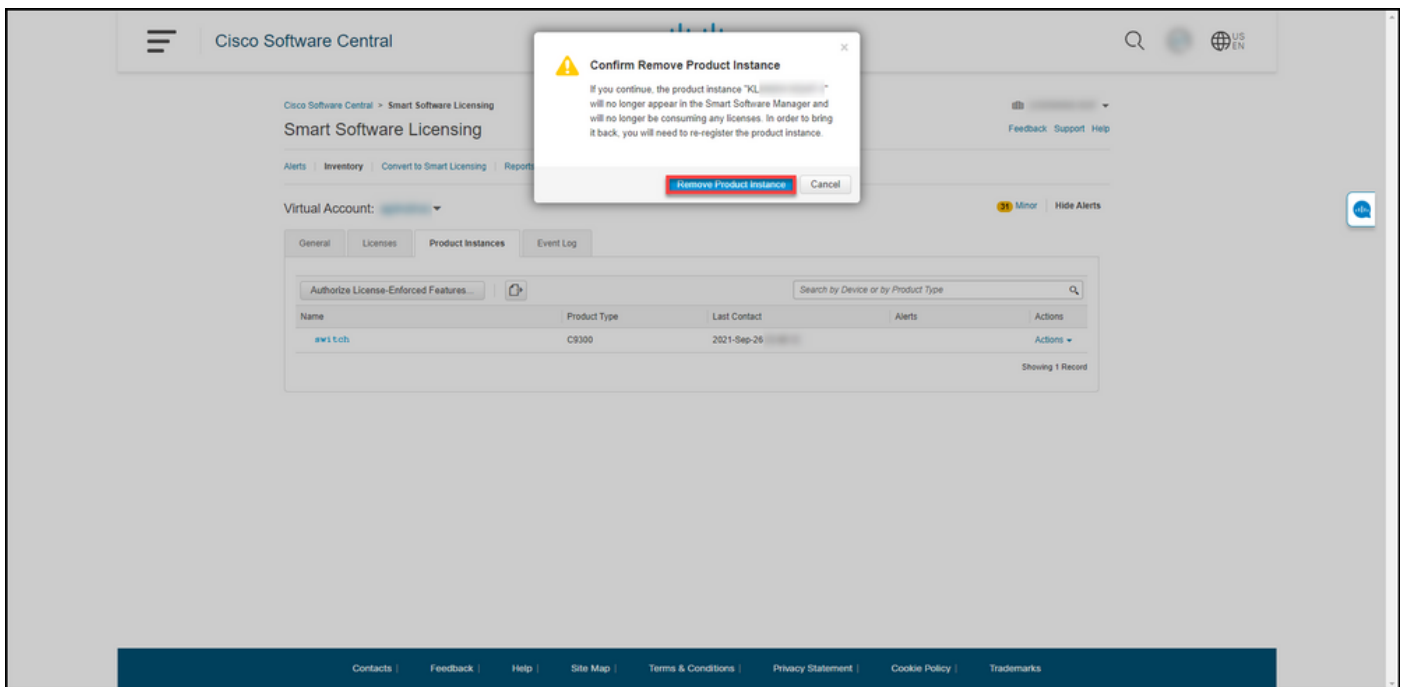 Cisco Software Central
US
EN
Confirm Remove Product Instance
If you continue, the product instance "KL "
will no longer appear in the Smart Software Manager and
will no longer be consuming any licenses. In order to bring
it back, you will need to re-register the product instance.
Remove Product Instance Cancel
Cisco Software Central > Smart Software Licensing
Smart Software Licensing
Feedback Support Help
Alerts | Inventory | Convert to Smart Licensing | Reports
Virtual Account:
31 Minor | Hide Alerts
General Licenses Product Instances Event Log
Authorize License-Enforced Features...
Search by Device or by Product Type
Name Product Type Last Contact Alerts Actions
switch C9300 2021-Sep-26 Actions
Showing 1 Record
Contacts | Feedback | Help | Site Map | Terms & Conditions | Privacy Statement | Cookie Policy | Trademarks